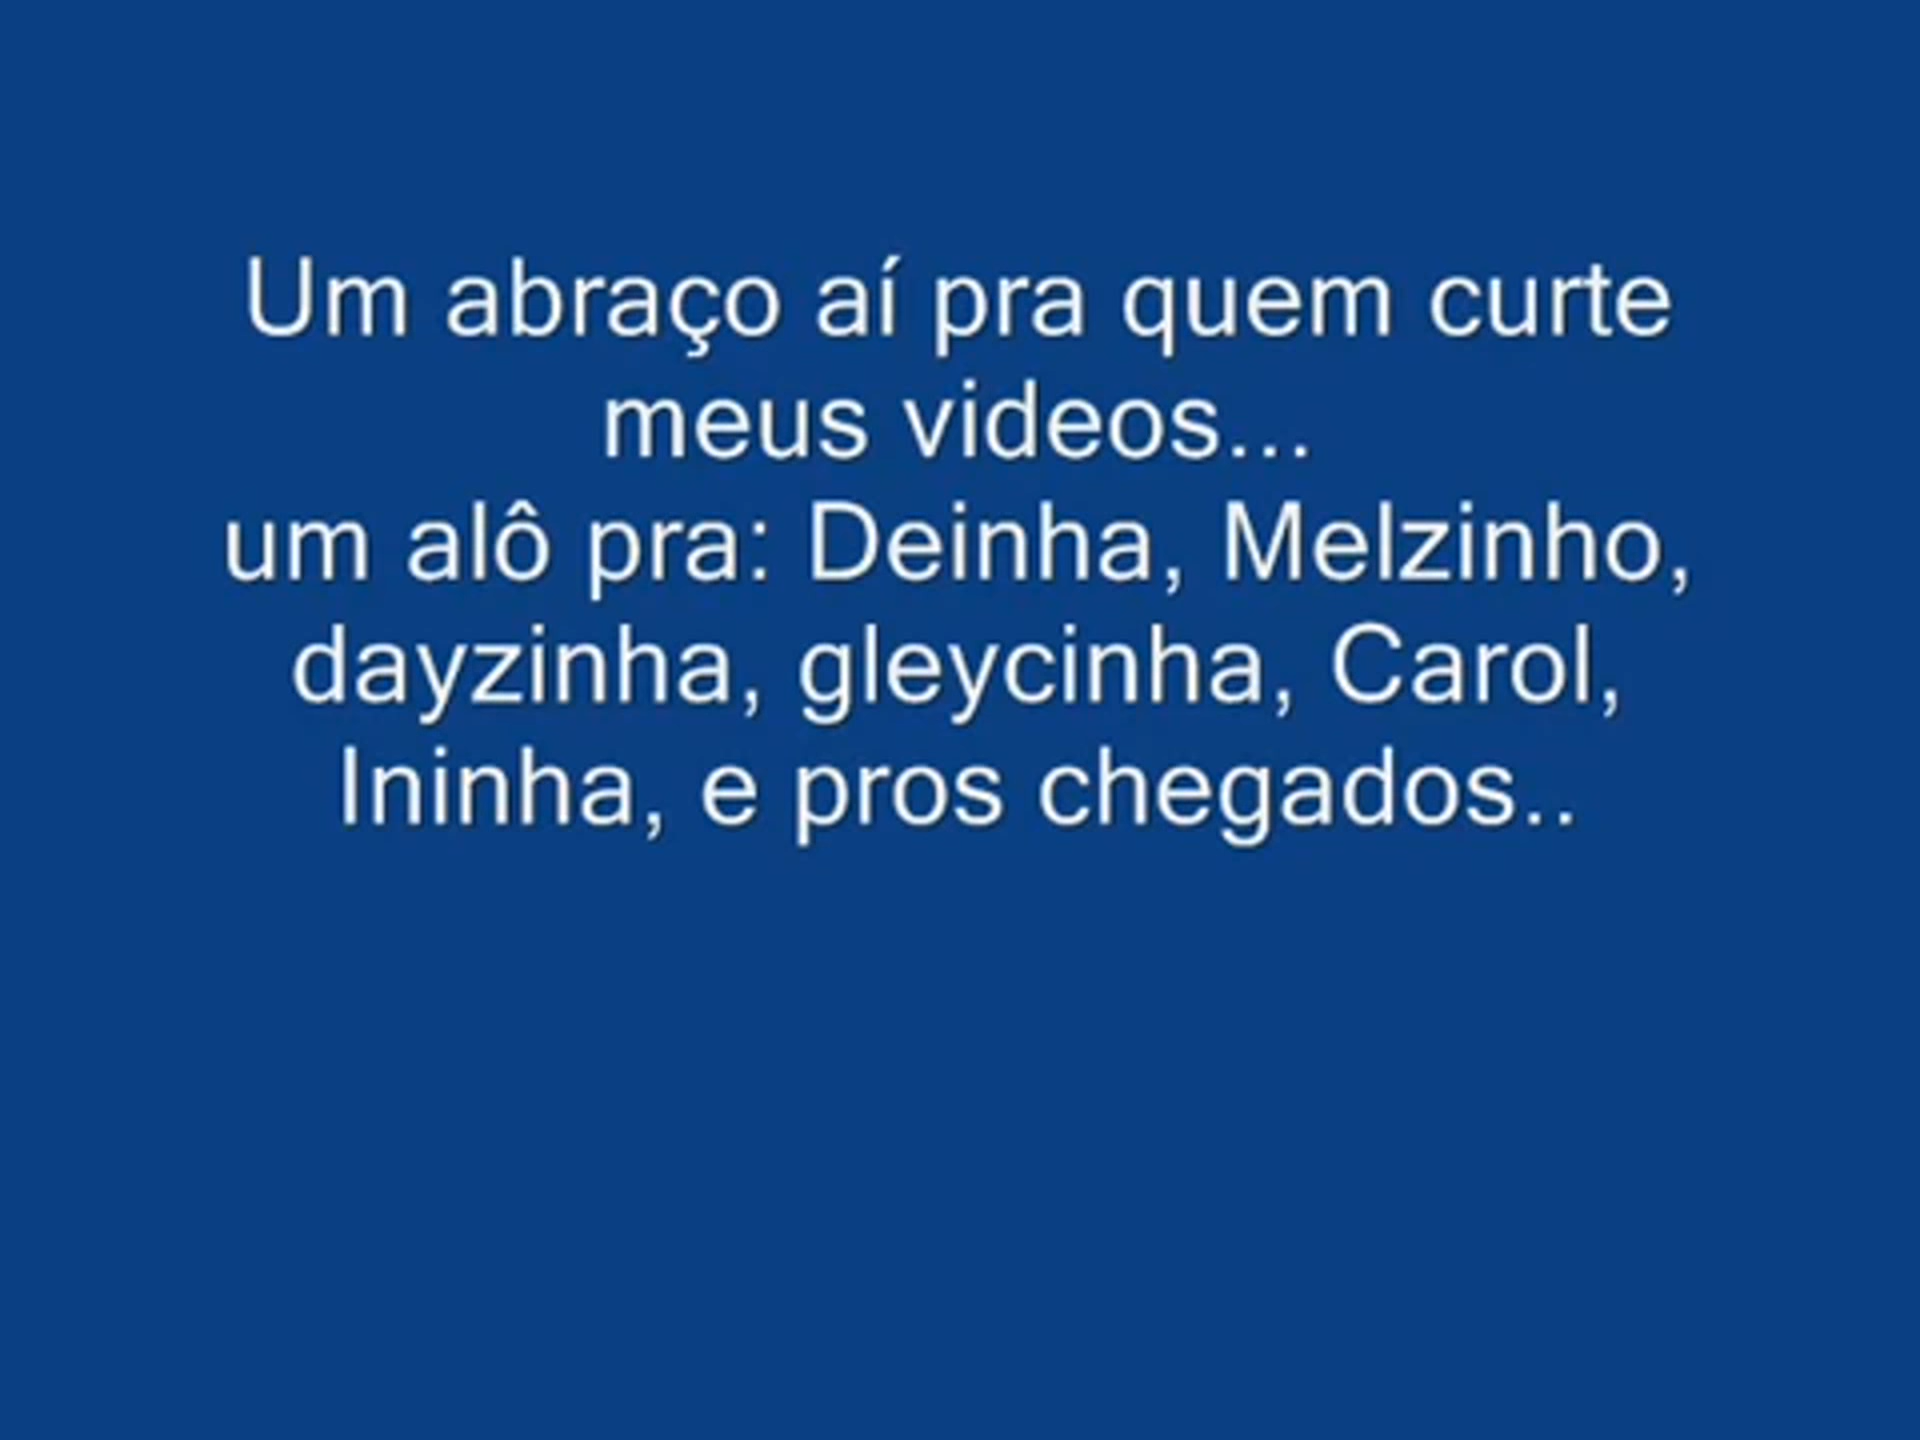 Um abraço aí pra quem curte
meus videos...
um alô pra: Deinha, Melzinho,
dayzinha, gleycinha, Carol,
Ininha, e pros chegados..